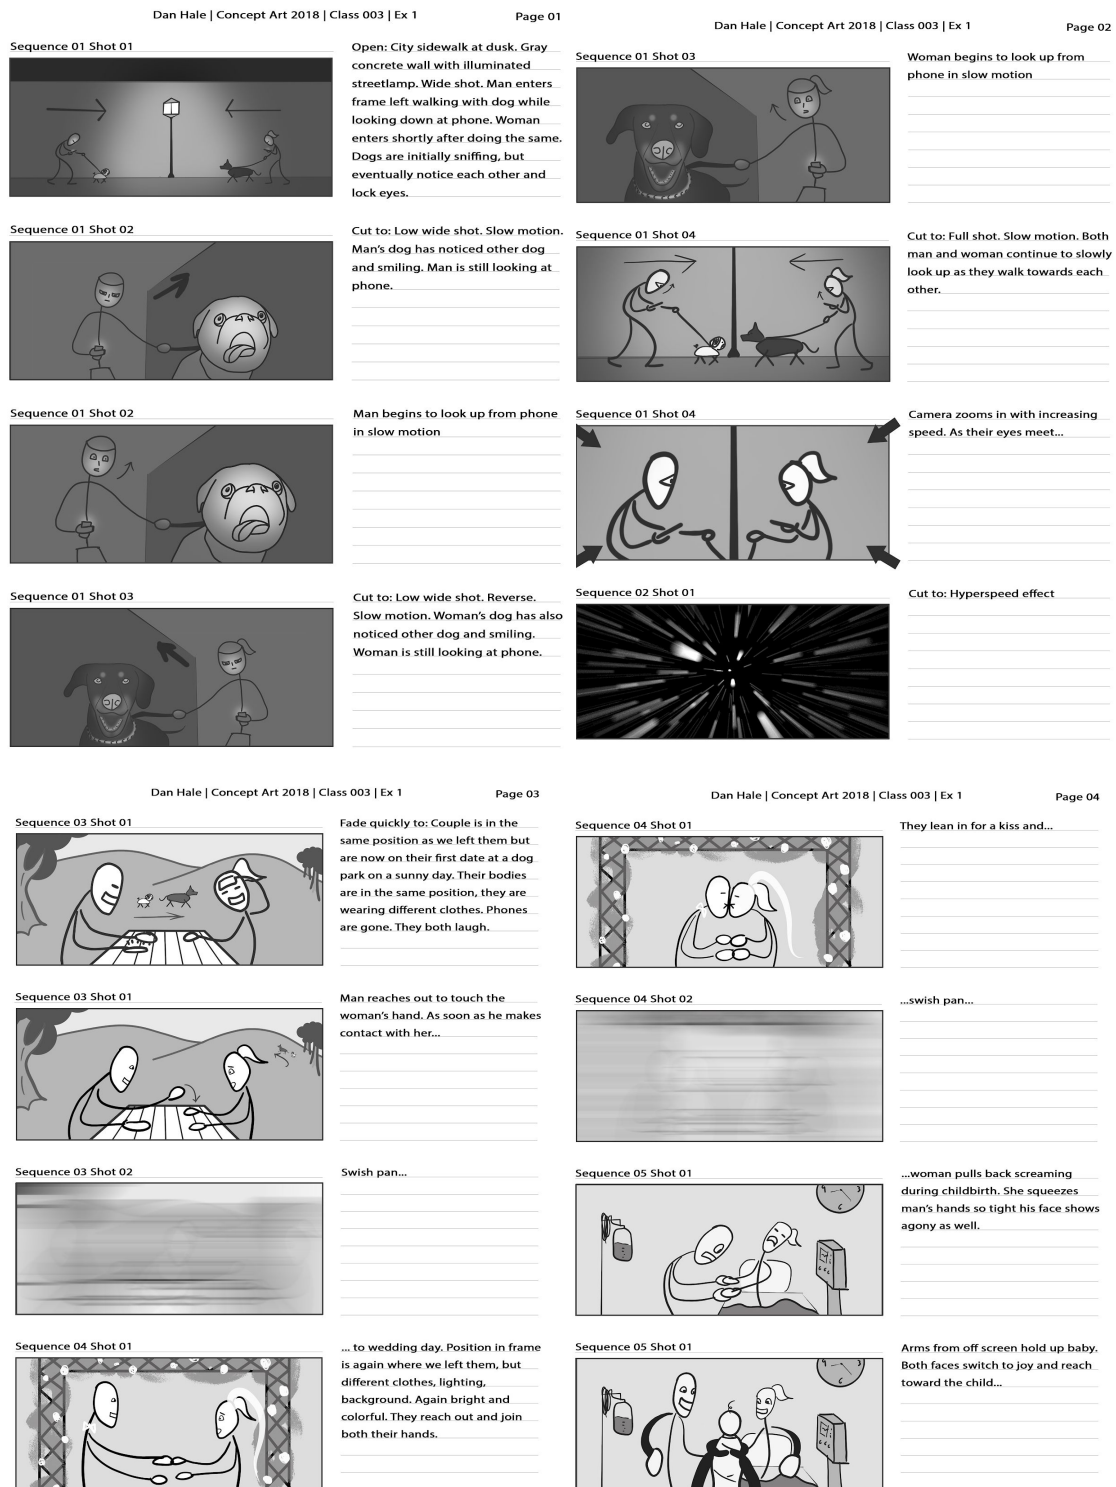 Dan Hale | Concept Art 2018 | Class 003 | Ex 1
Page 01
Sequence 01 Shot 01
Open: City sidewalk at dusk. Gray
concrete wall with illuminated
streetlamp. Wide shot. Man enters
frame left walking with dog while
looking down at phone. Woman
enters shortly after doing the same.
Dogs are initially sniffing, but
eventually notice each other and
lock eyes.
Sequence 01 Shot 02
Cut to: Low wide shot. Slow motion.
Man's dog has noticed other dog
and smiling. Man is still looking at
phone.
Sequence 01 Shot 02
Man begins to look up from phone
in slow motion
Sequence 01 Shot 03
Cut to: Low wide shot. Reverse.
Slow motion. Woman's dog has also
noticed other dog and smiling.
Woman is still looking at phone.
Dan Hale | Concept Art 2018 | Class 003 | Ex 1
Page 02
Sequence 01 Shot 03
Woman begins to look up from
phone in slow motion
Sequence 01 Shot 04
Cut to: Full shot. Slow motion. Both
man and woman continue to slowly
look up as they walk towards each
other.
Sequence 01 Shot 04
Camera zooms in with increasing
speed. As their eyes meet...
Sequence 02 Shot 01
Cut to: Hyperspeed effect
Dan Hale | Concept Art 2018 | Class 003 | Ex 1
Page 03
Sequence 03 Shot 01
Fade quickly to: Couple is in the
same position as we left them but
are now on their first date at a dog
park on a sunny day. Their bodies
are in the same position, they are
wearing different clothes. Phones
are gone. They both laugh.
Sequence 03 Shot 01
Man reaches out to touch the
woman's hand. As soon as he makes
contact with her...
Sequence 03 Shot 02
Swish pan...
Sequence 04 Shot 01
... to wedding day. Position in frame
is again where we left them, but
different clothes, lighting,
background. Again bright and
colorful. They reach out and join
both their hands.
Dan Hale | Concept Art 2018 | Class 003 | Ex 1
Page 04
Sequence 04 Shot 01
They lean in for a kiss and...
Sequence 04 Shot 02
...swish pan...
Sequence 05 Shot 01
...woman pulls back screaming
during childbirth. She squeezes
man's hands so tight his face shows
agony as well.
Sequence 05 Shot 01
Arms from off screen hold up baby.
Both faces switch to joy and reach
toward the child...